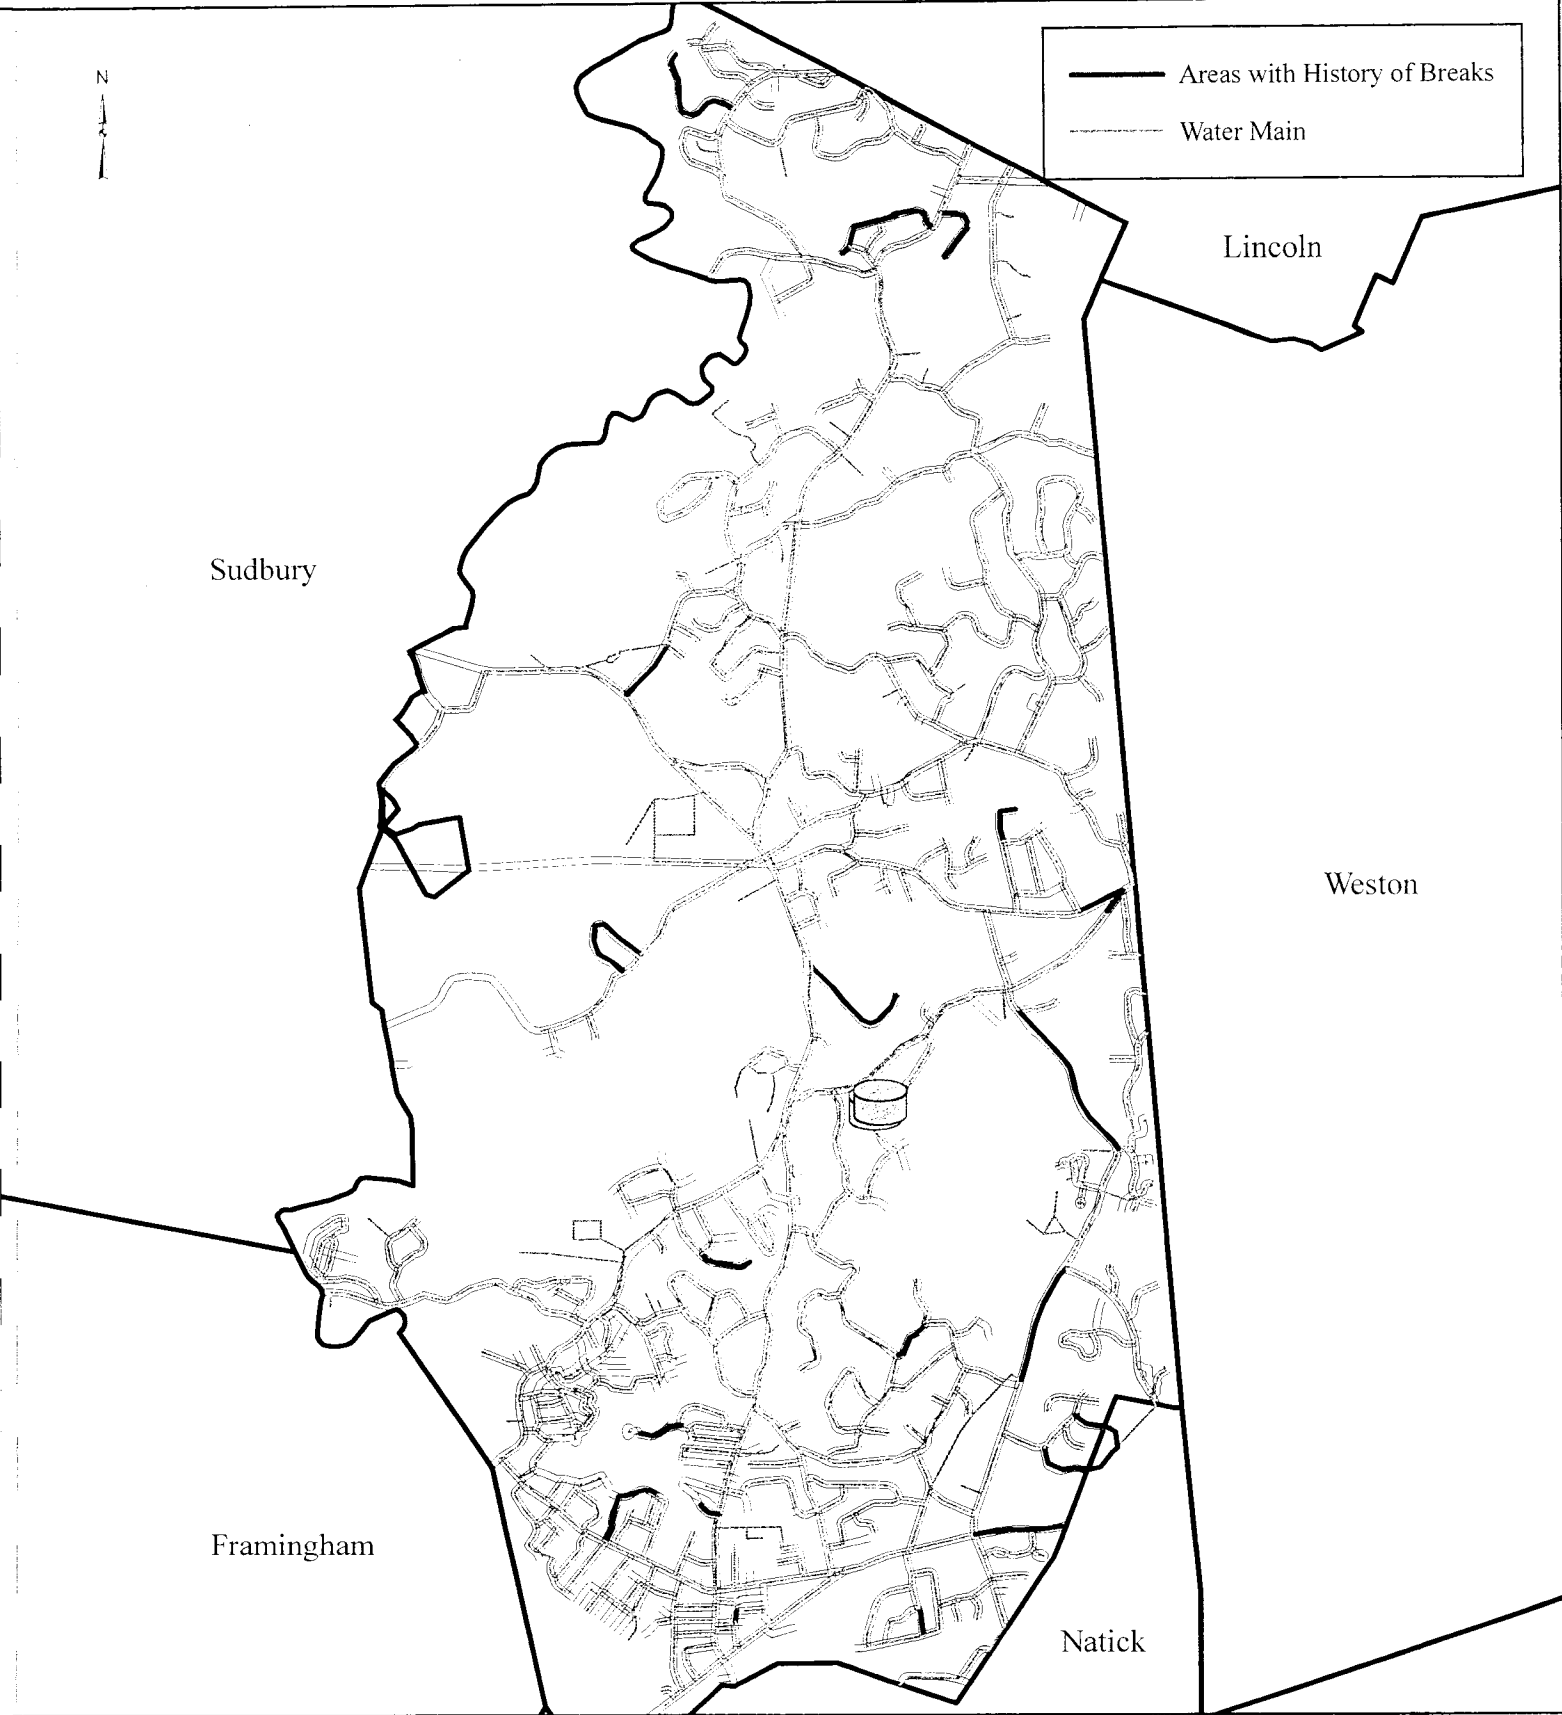 N
Areas with History of Breaks
Water Main
Lincoln
Sudbury
Weston
Framingham
Natick